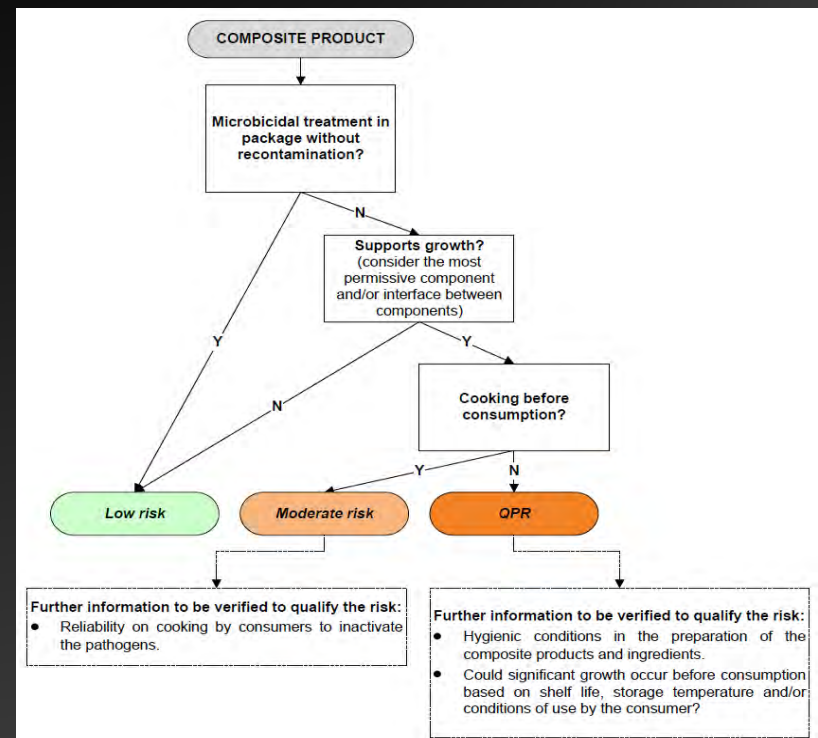 COMPOSITE PRODUCT
Microbicidal treatment in
package without
recontamination?
N
Supports growth?
(consider the most
permissive component
and/or interface between
components)
Y
Y
Cooking before
consumption?
N
Y
N
Low risk
Moderate risk
QPR
Further information to be verified to qualify the risk:
● Reliability on cooking by consumers to inactivate
the pathogens.
Further information to be verified to qualify the risk:
● Hygienic conditions in the preparation of the
composite products and ingredients.
● Could significant growth occur before consumption
based on shelf life, storage temperature and/or
conditions of use by the consumer?